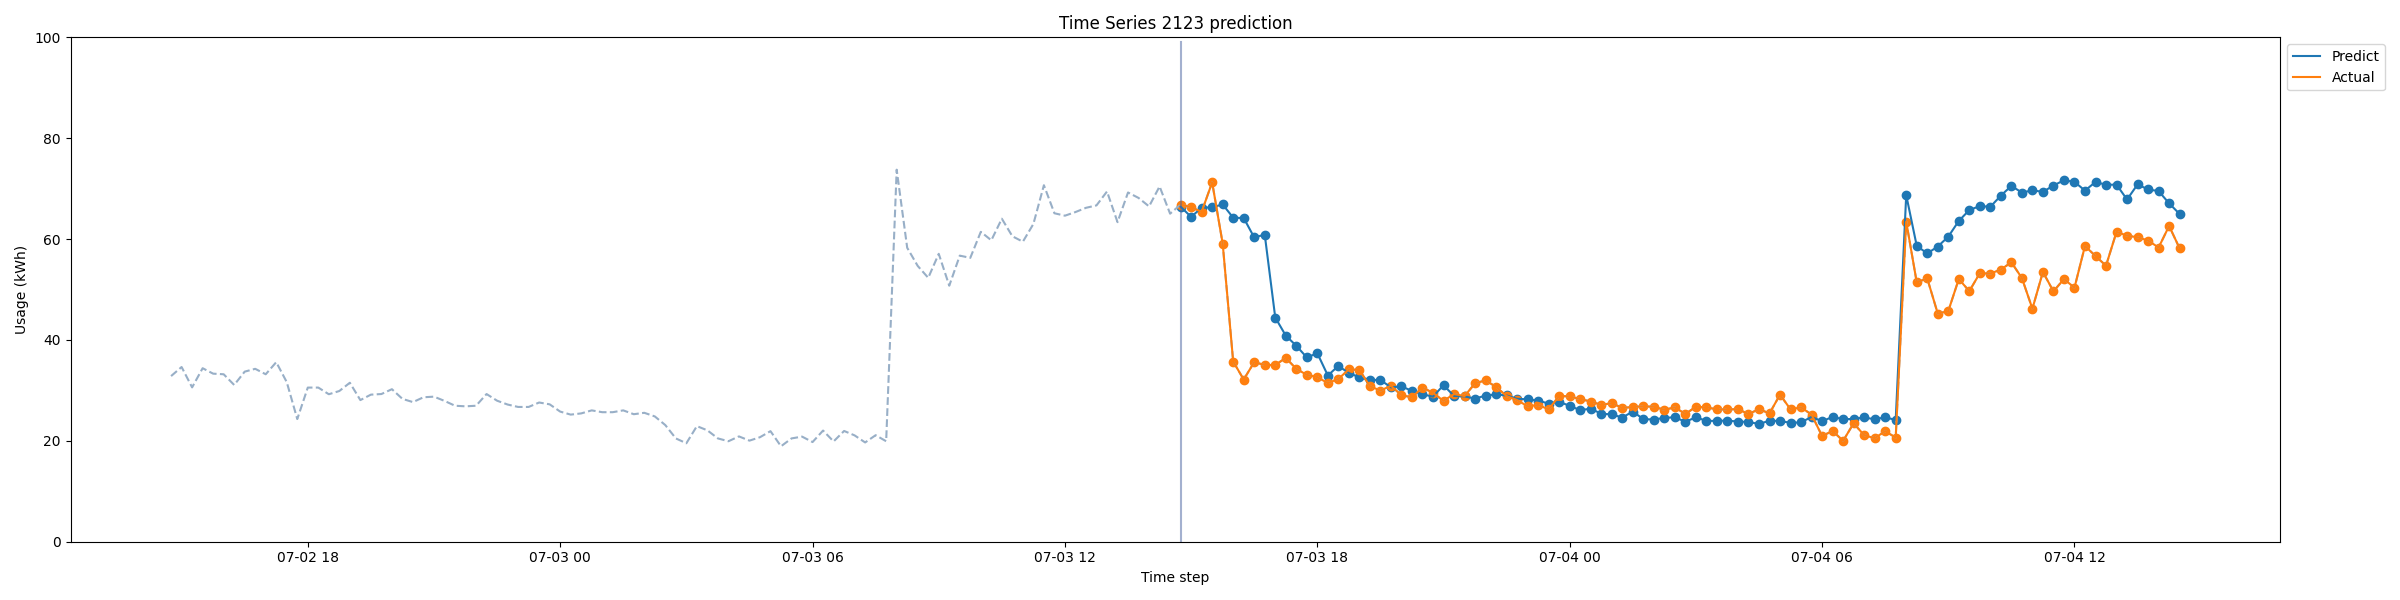 Time Series 2123 prediction
100
80
60
40
20
0
Usage (kWh)
Predict
Actual
07-02 18
07-03 00
07-03 06
07-03 12
07-03 18
07-04 00
07-04 06
07-04 12
Time step